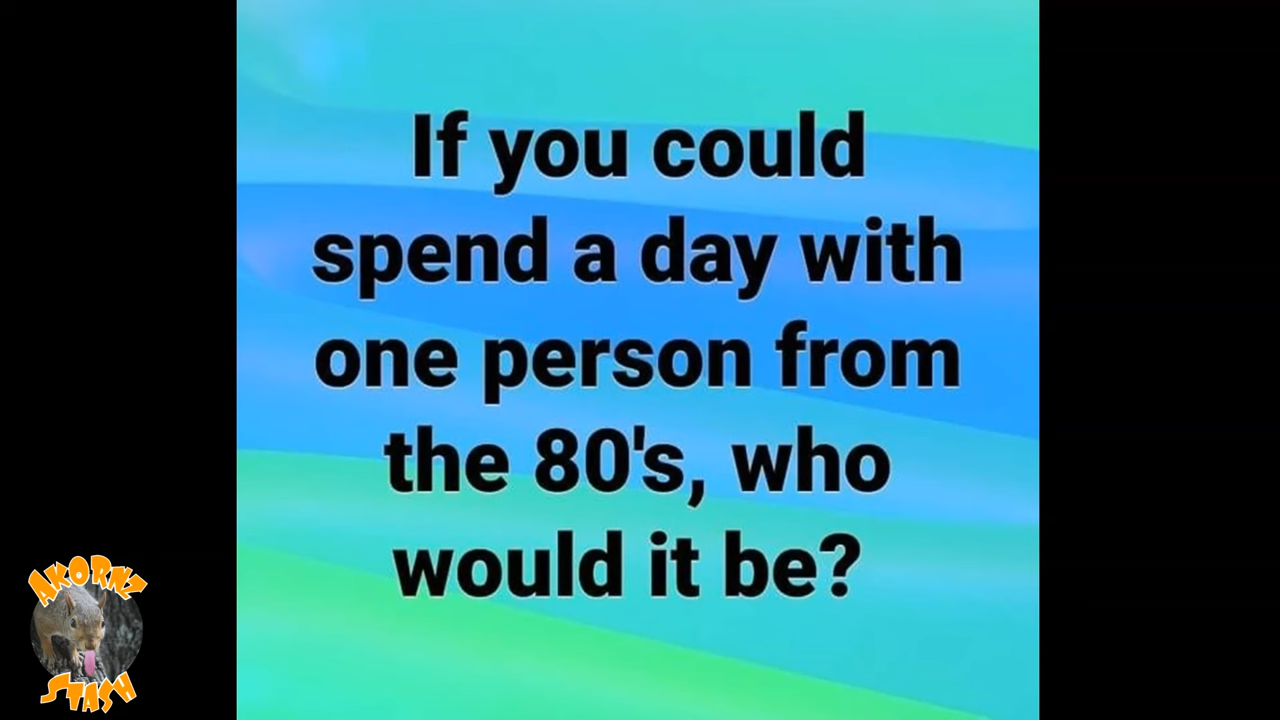 If you could
spend a day with
one person from
the 80's, who
would it be?
AKORNZ
STASH